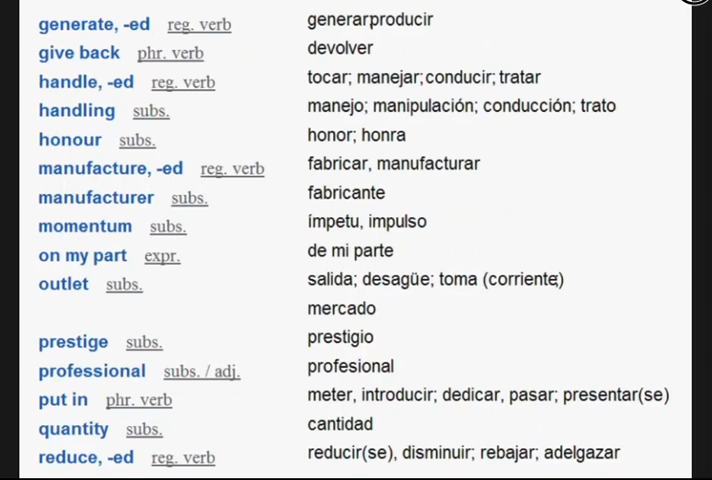 generate, -ed reg. verb generarproducir
give back phr. verb devolver
handle, -ed reg. verb tocar; manejar; conducir; tratar
handling subs. manejo; manipulación; conducción; trato
honour subs. honor; honra
manufacture, -ed reg. verb fabricar, manufacturar
manufacturer subs. fabricante
momentum subs. ímpetu, impulso
on my part expr. de mi parte
outlet subs. salida; desagüe; toma (corriente)
mercado
prestige subs. prestigio
professional subs. / adj. profesional
put in phr. verb meter, introducir; dedicar, pasar; presentar(se)
quantity subs. cantidad
reduce, -ed reg. verb reducir(se), disminuir; rebajar; adelgazar